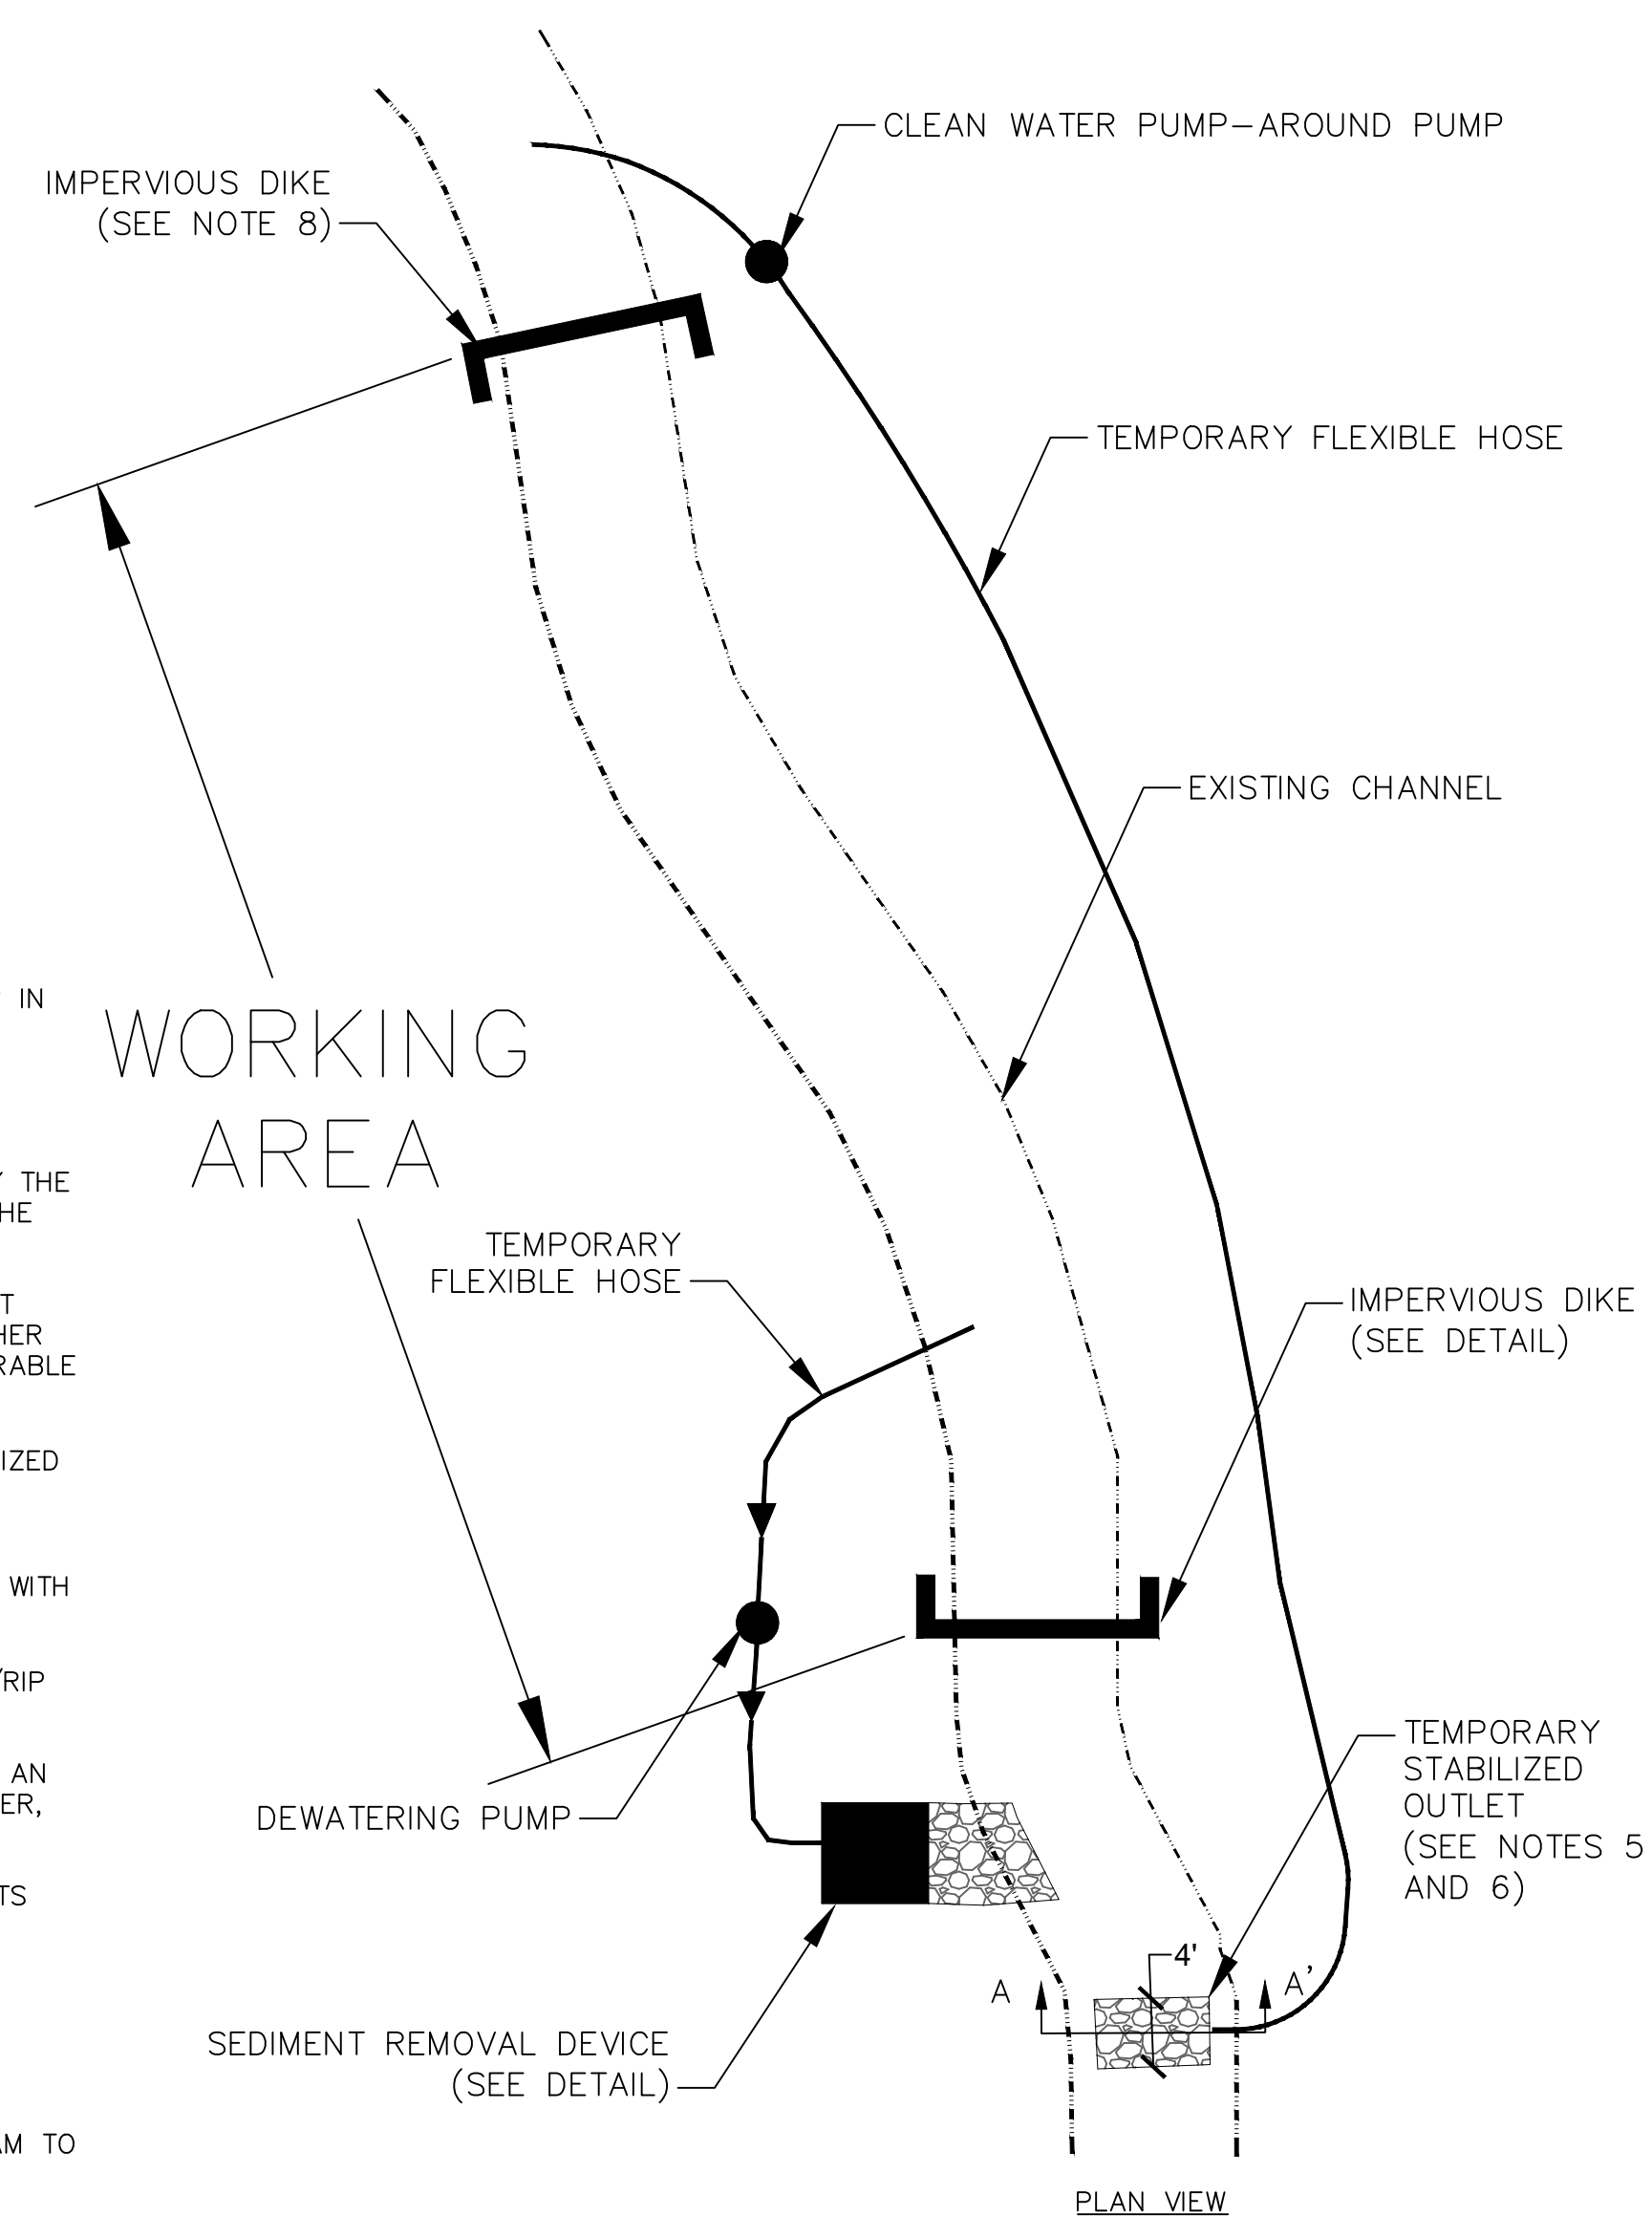 CLEAN WATER PUMP-AROUND PUMP
IMPERVIOUS DIKE
(SEE NOTE 8)
TEMPORARY FLEXIBLE HOSE
EXISTING CHANNEL
IN
WORKING
AREA
THE
HE
TEMPORARY
FLEXIBLE HOSE
T
HER
RABLE
IMPERVIOUS DIKE
(SEE DETAIL)
IZED
WITH
/RIP
AN
ER,
DEWATERING PUMP
TEMPORARY
STABILIZED
OUTLET
(SEE NOTES 5
AND 6)
TS
4'
A
A'
SEDIMENT REMOVAL DEVICE
(SEE DETAIL)
AM TO
PLAN VIEW